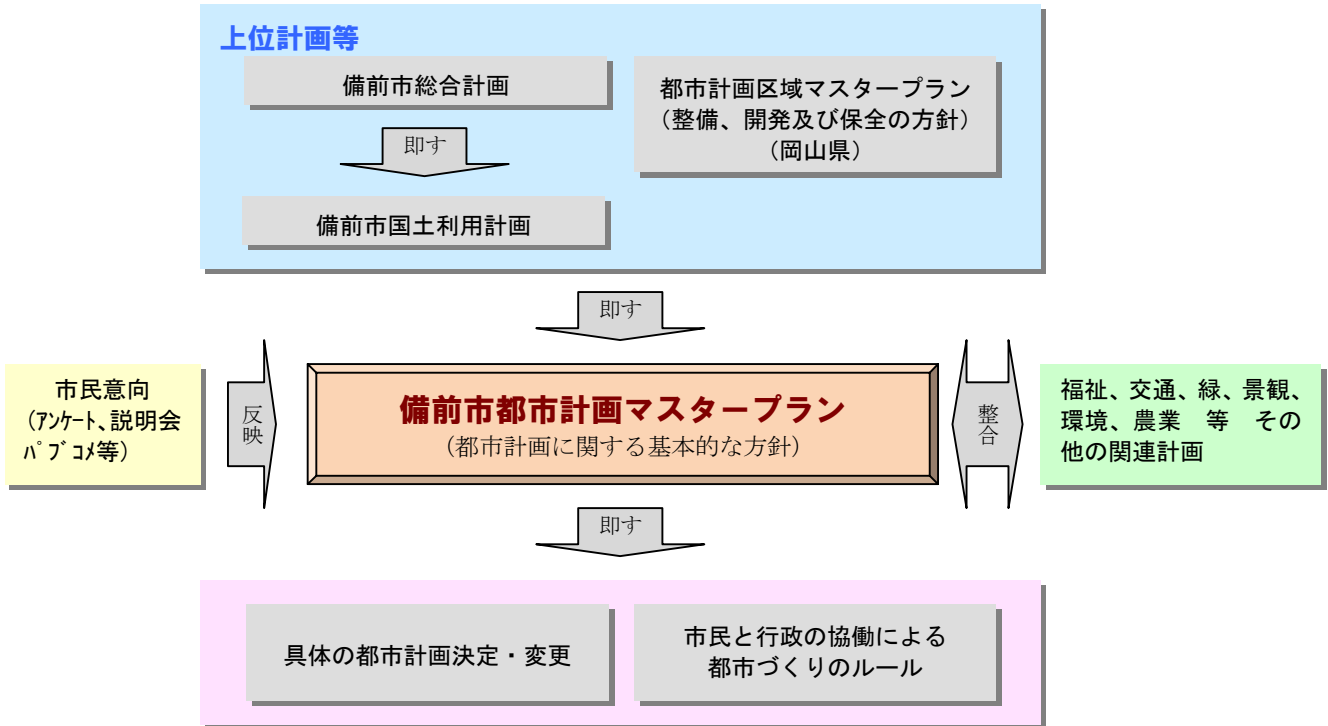 上位計画等
備前市総合計画
即す
備前市国土利用計画
都市計画区域マスタープラン
（整備、開発及び保全の方針）
（岡山県）
即す
市民意向
（ｱﾝｹｰﾄ、説明会
ﾊﾟﾌﾞｺﾒ等）
反映
備前市都市計画マスタープラン
（都市計画に関する基本的な方針）
整合
福祉、交通、緑、景観、
環境、農業　等　その
他の関連計画
即す
具体の都市計画決定・変更
市民と行政の協働による
都市づくりのルール